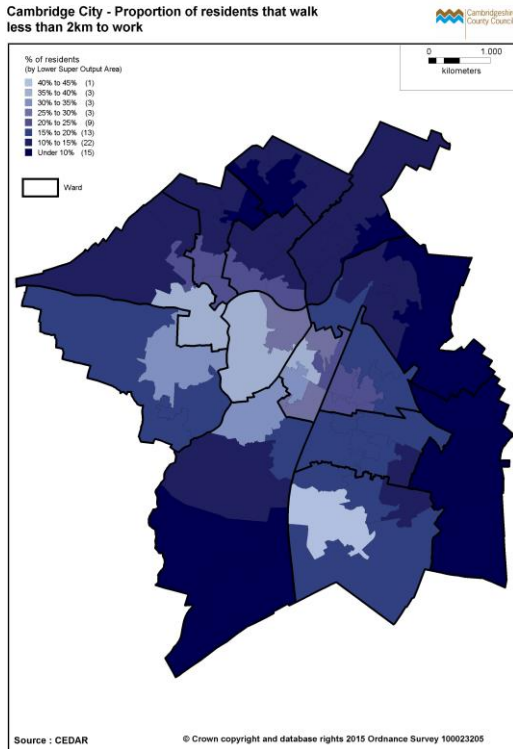 Cambridge City - Proportion of residents that walk
less than 2km to work
Cambridgeshire
County Council
% of residents
(by Lower Super Output Area)
40% to 45% (1)
35% to 40% (3)
30% to 35% (3)
25% to 30% (3)
20% to 25% (9)
15% to 20% (13)
10% to 15% (22)
Under 10% (15)
Ward
0 1.000
kilometers
Source : CEDAR © Crown copyright and database rights 2015 Ordnance Survey 100023205